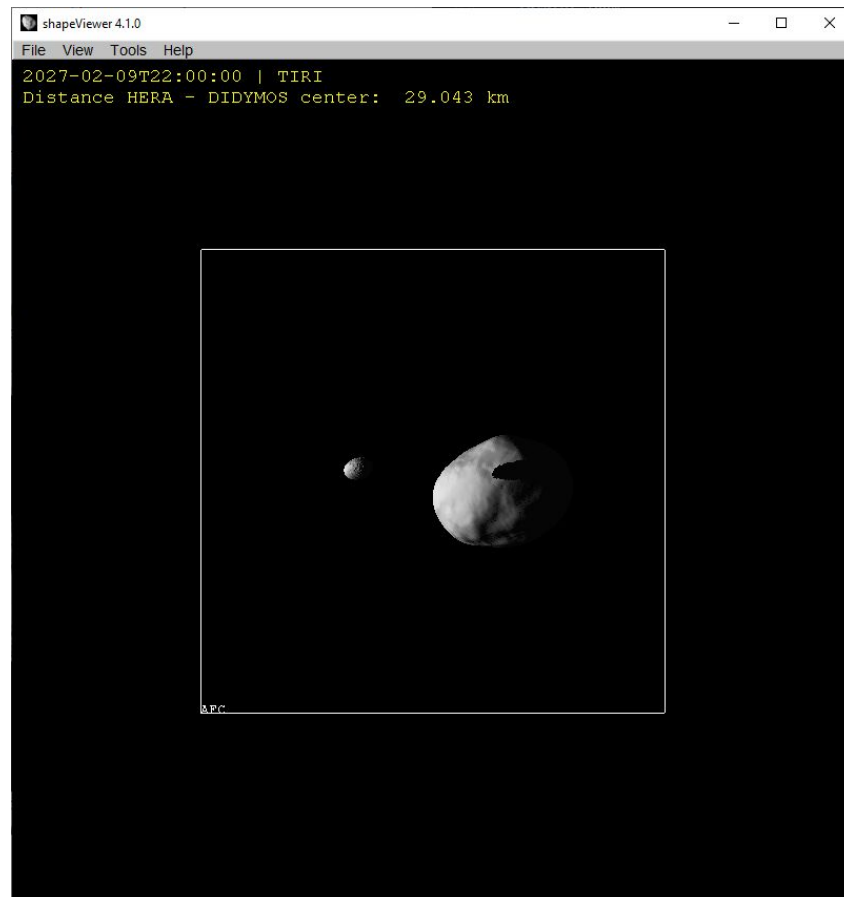 shapeViewer 4.1.0
File View Tools Help
2027-02-09T22:00:00 | TIRI
Distance HERA - DIDYMOS center: 29.043 km
AFC